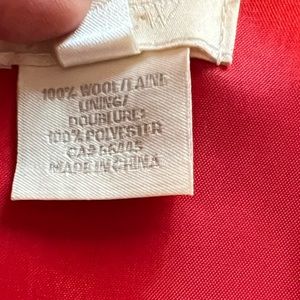 100% WOOL/LAINE
LINING/
DOUBLURE:
100% POLYESTER
CA# 56445
MADE IN CHINA